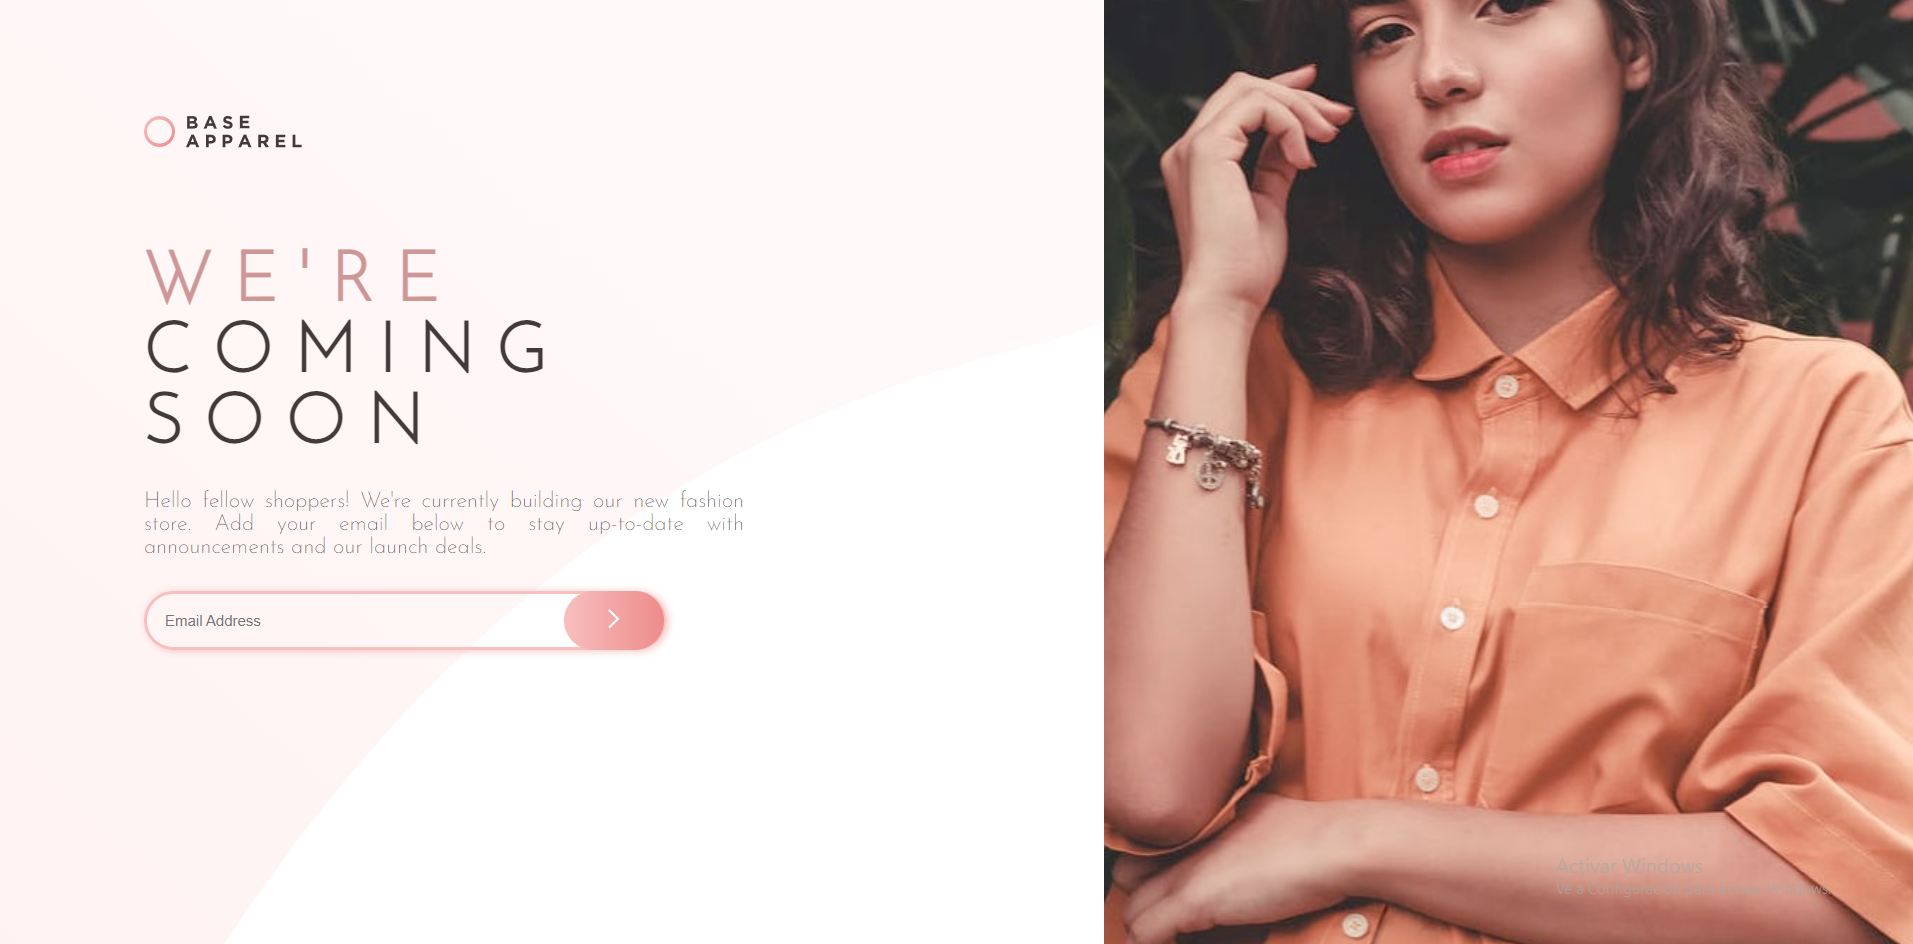 BASE
APPAREL
WE'RE
COMING
SOON
Hello fellow shoppers! We're currently building our new fashion
store. Add your email below to stay up-to-date with
announcements and our launch deals.
Email Address
Activar Windows
Ve a Configuración para activar Windows.